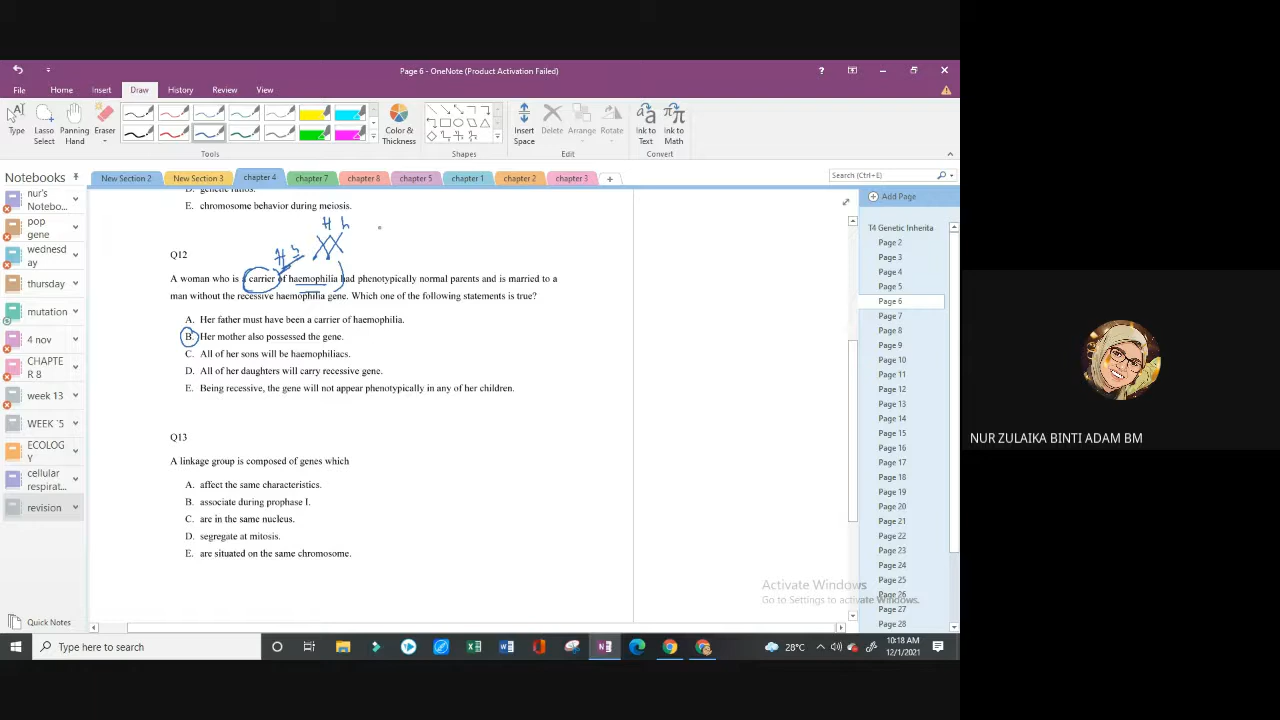 Page 6 - OneNote (Product Activation Failed)
?
File
Home
Insert
Draw
History
Review
View
Type
Lasso
Select
Panning
Hand
Eraser
Color &
Thickness
Insert
Space
Delete
Arrange
Rotate
Ink to
Text
Ink to
Math
Tools
Shapes
Edit
Convert
Notebooks
New Section 2
New Section 3
chapter 4
chapter 7
chapter 8
chapter 5
chapter 1
chapter 2
chapter 3
Search (Ctrl+E)
nur's
Notebo...
pop
gene
wednes
day
thursday
mutation
4 nov
CHAPTE
R 8
week 13
WEEK '5
ECOLOG
Y
cellular
respirat...
revision
Quick Notes
D. genetic ratios.
E. chromosome behavior during meiosis.
H h
H h
Q12
A woman who is a carrier of haemophilia had phenotypically normal parents and is married to a
man without the recessive haemophilia gene. Which one of the following statements is true?
A. Her father must have been a carrier of haemophilia.
B. Her mother also possessed the gene.
C. All of her sons will be haemophiliacs.
D. All of her daughters will carry recessive gene.
E. Being recessive, the gene will not appear phenotypically in any of her children.
Q13
A linkage group is composed of genes which
A. affect the same characteristics.
B. associate during prophase I.
C. are in the same nucleus.
D. segregate at mitosis.
E. are situated on the same chromosome.
Add Page
14 Genetic Inherita
Page 2
Page 3
Page 4
Page 5
Page 6
Page 7
Page 8
Page 9
Page 10
Page 11
Page 12
Page 13
Page 14
Page 15
Page 16
Page 17
Page 18
Page 19
Page 20
Page 21
Page 22
Page 23
Page 24
Page 25
Page 26
Page 27
Page 28
Activate Windows
Go to Settings to activate Windows.
Type here to search
28°C
10:18 AM
12/1/2021
NUR ZULAIKA BINTI ADAM BM